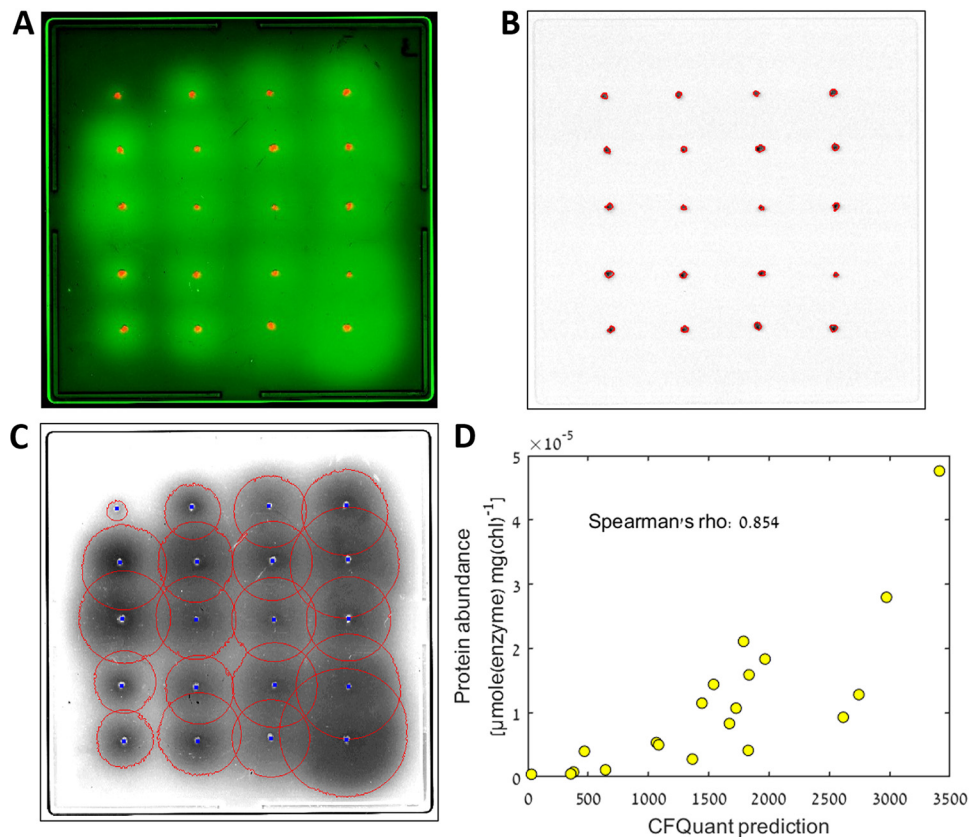 A
B
C
D
×10⁻⁵
Spearman's rho: 0.854
Protein abundance
[µmole(enzyme) mg(chl)⁻¹]
5
4
3
2
1
0
0 500 1000 1500 2000 2500 3000 3500
CFQuant prediction